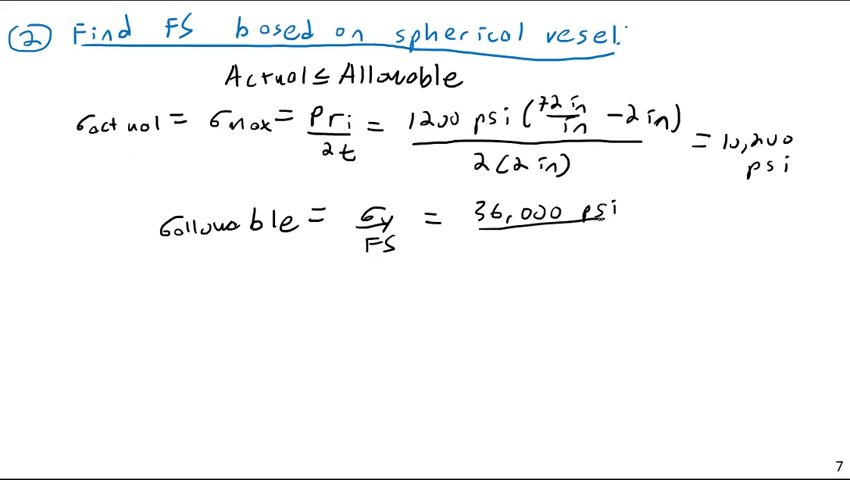 (2) Find FS based on spherical vesel:
Actual ≤ Allowable
σactual = σmax = Pri/2t = 1200 psi (72 in/in - 2 in)/2(2 in) = 10,200 psi
σallowable = σy/FS = 36,000 psi
7